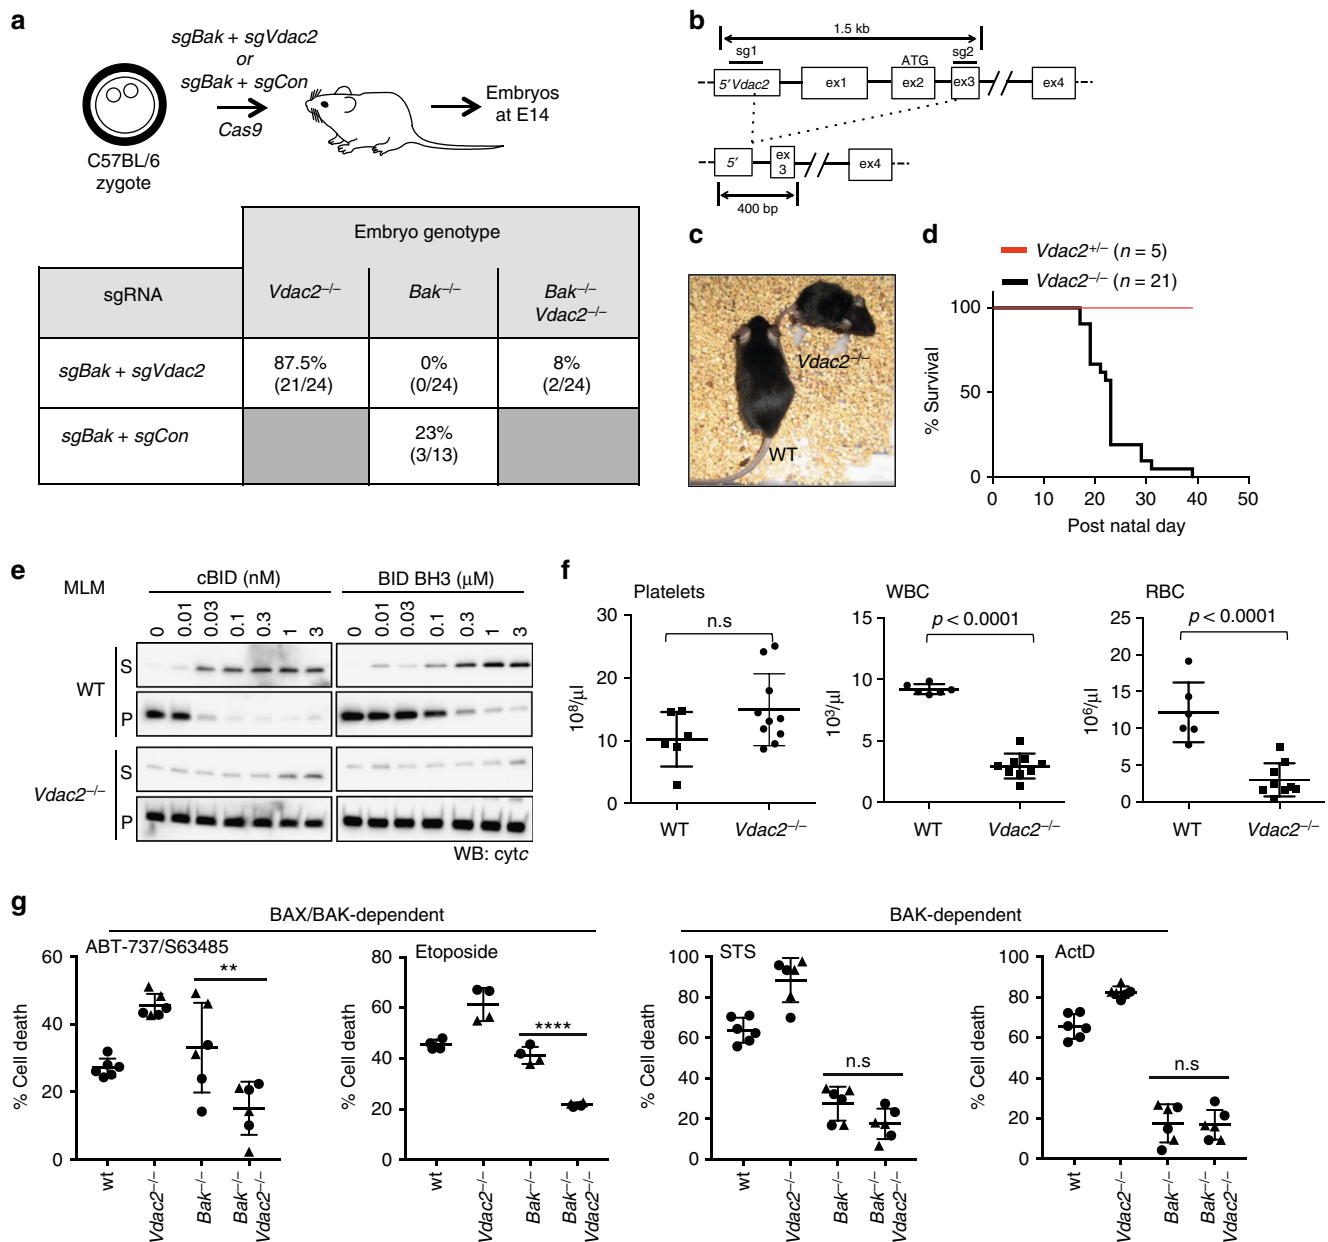 a
sgBak + sgVdac2
or
sgBak + sgCon
Cas9
C57BL/6
zygote
Embryos
at E14
Embryo genotype
sgRNA
Vdac2–/–
Bak–/–
Bak–/–
Vdac2–/–
sgBak + sgVdac2
87.5%
(21/24)
0%
(0/24)
8%
(2/24)
sgBak + sgCon
23%
(3/13)
b
1.5 kb
sg1
ATG
sg2
5′ Vdac2
ex1
ex2
ex3
ex4
5′
ex
3
ex4
400 bp
c
Vdac2–/–
WT
d
Vdac2+/– (n = 5)
Vdac2–/– (n = 21)
% Survival
100
50
0
0 10 20 30 40 50
Post natal day
e
MLM
cBID (nM)
BID BH3 (μM)
0 0.01 0.03 0.1 0.3 1 3
0 0.01 0.03 0.1 0.3 1 3
WT
S
P
Vdac2–/–
S
P
WB: cytc
f
Platelets
n.s
10⁸/μl
30
20
10
0
WT
Vdac2–/–
WBC
p < 0.0001
10³/μl
15
10
5
0
WT
Vdac2–/–
RBC
p < 0.0001
10⁶/μl
25
20
15
10
5
0
WT
Vdac2–/–
g
BAX/BAK-dependent
BAK-dependent
ABT-737/S63485
**
% Cell death
60
40
20
0
wt
Vdac2–/–
Bak–/–
Bak–/–
Vdac2–/–
Etoposide
****
% Cell death
80
60
40
20
0
wt
Vdac2–/–
Bak–/–
Bak–/–
Vdac2–/–
STS
n.s
% Cell death
100
80
60
40
20
0
wt
Vdac2–/–
Bak–/–
Bak–/–
Vdac2–/–
ActD
n.s
% Cell death
100
80
60
40
20
0
wt
Vdac2–/–
Bak–/–
Bak–/–
Vdac2–/–